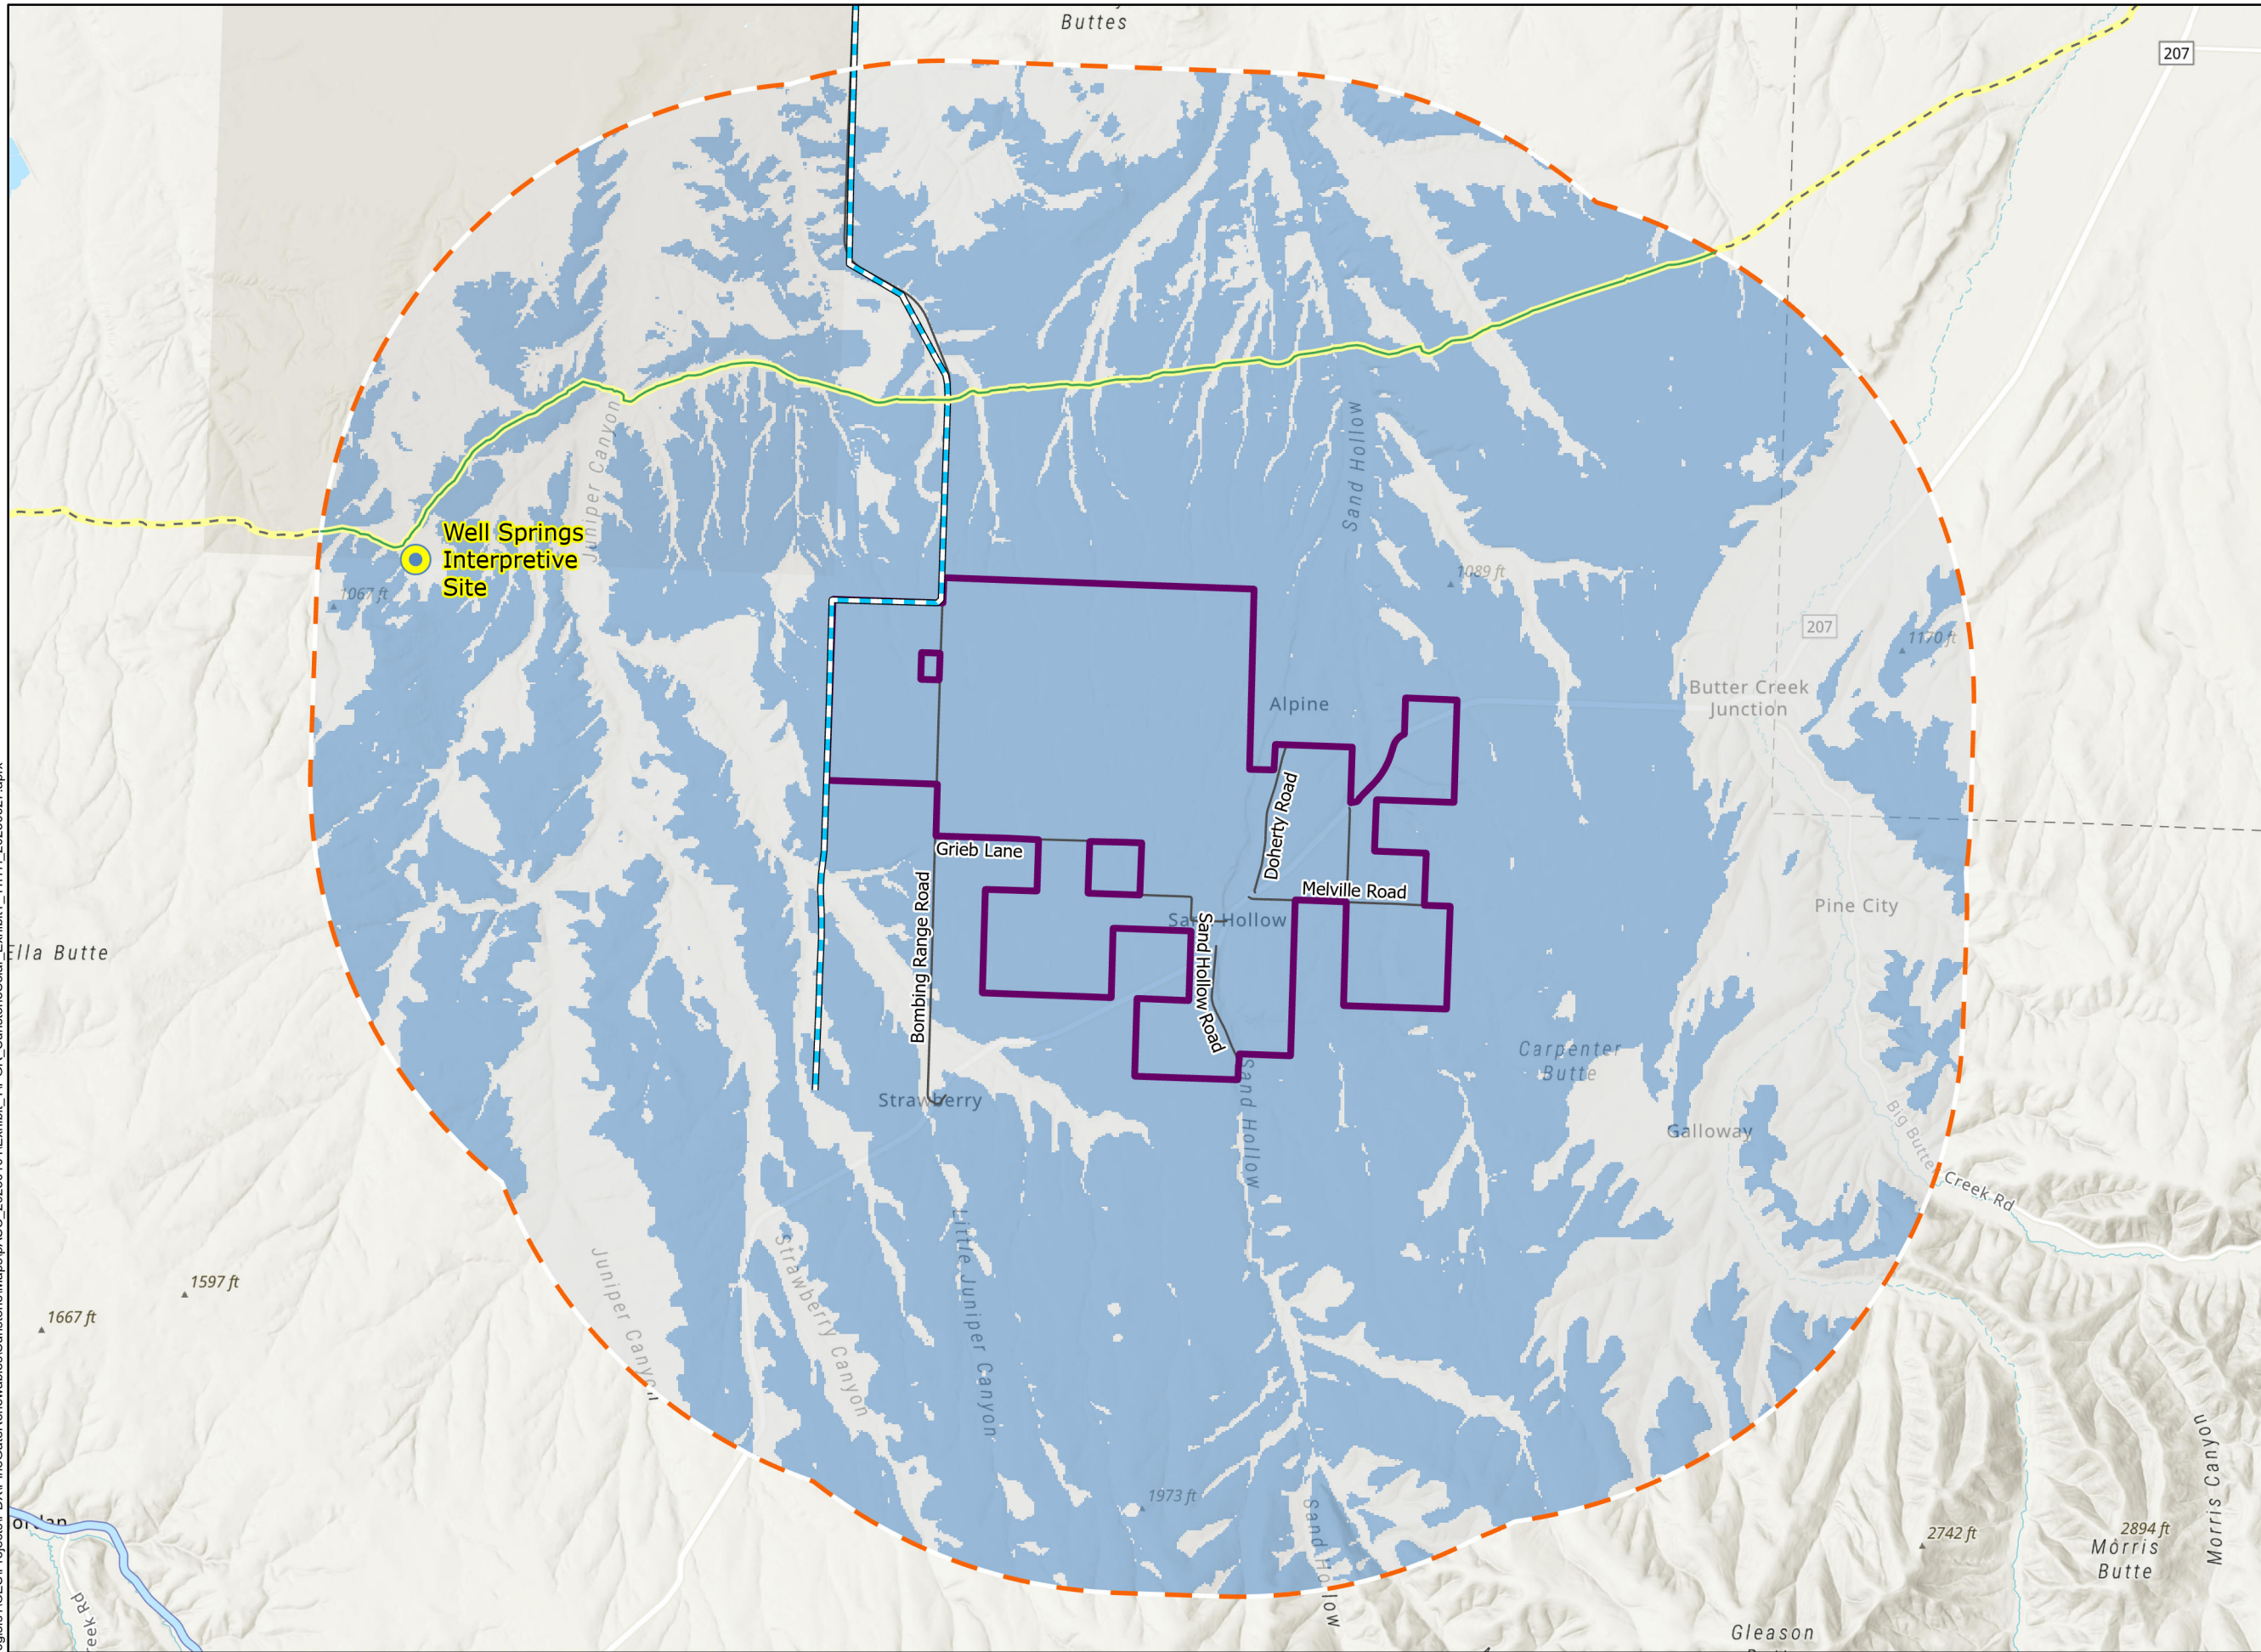 Buttes
207
Juniper Canyon
Sand Hollow
Well Springs
Interpretive
Site
1067 ft
1089 ft
207
1170 ft
Butter Creek
Junction
Alpine
Doherty Road
Grieb Lane
Melville Road
Bombing Range Road
Sand Hollow
Sand Hollow Road
Pine City
Ella Butte
Carpenter
Butte
Strawberry
Sand Hollow
Galloway
Big Butter Creek Rd
Little Juniper Canyon
Strawberry Canyon
Juniper Canyon
1597 ft
1667 ft
1973 ft
Sand Hollow
Morris Canyon
2742 ft
2894 ft
Morris
Butte
Gleason